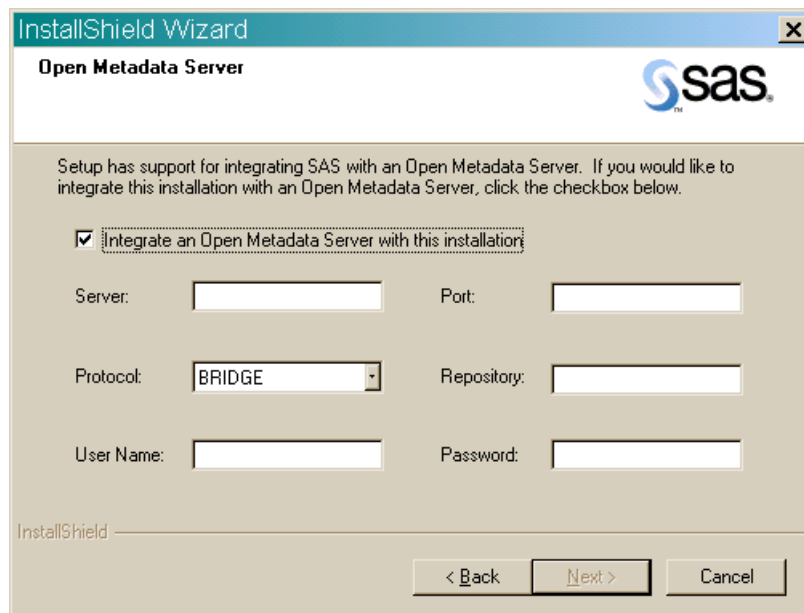 InstallShield Wizard
Open Metadata Server
sas.
TM
Setup has support for integrating SAS with an Open Metadata Server. If you would like to
integrate this installation with an Open Metadata Server, click the checkbox below.
Integrate an Open Metadata Server with this installation
Server:
Port:
Protocol:
BRIDGE
Repository:
User Name:
Password:
InstallShield
< Back
Next >
Cancel